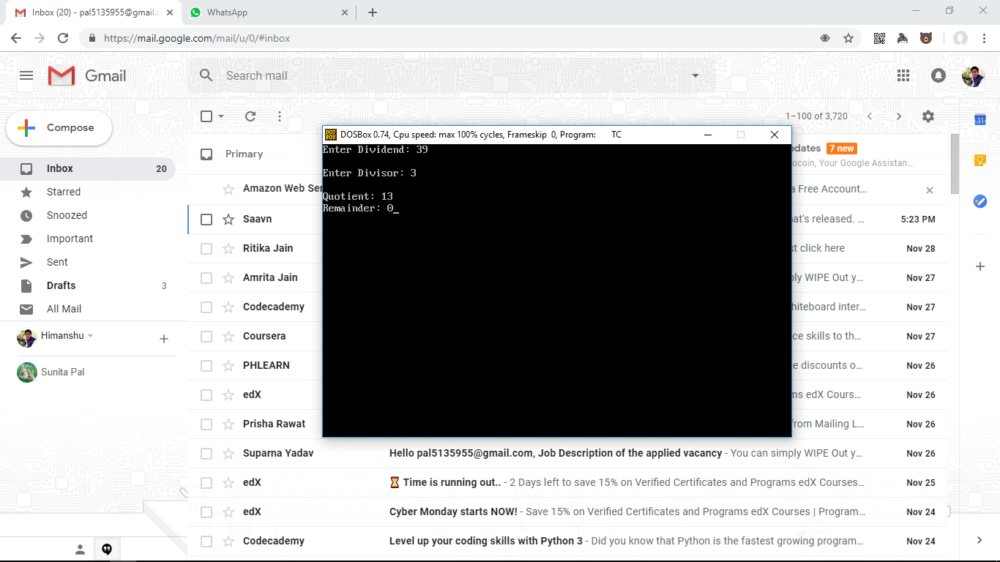 Inbox (20) - pal5135955@gmail.c
WhatsApp
https://mail.google.com/mail/u/0/#inbox
Gmail
Search mail
Compose
1–100 of 3,720
31
DOSBox 0.74, Cpu speed: max 100% cycles, Frameskip 0, Program: TC
Enter Dividend: 39
Enter Divisor: 3
Quotient: 13
Remainder: 0_
Primary
pdates 7 new
ocoin, Your Google Assistan...
Inbox 20
Starred
Snoozed
Important
Sent
Drafts 3
All Mail
Himanshu
Sunita Pal
Amazon Web Ser a Free Account...
Saavn at's released. ... 5:23 PM
Ritika Jain st click here Nov 28
Amrita Jain ply WIPE Out y... Nov 27
Codecademy hiteboard inter... Nov 27
Coursera ce skills to th... Nov 27
PHLEARN e discounts o... Nov 26
edX ms edX Cours... Nov 26
Prisha Rawat from Mailing L... Nov 26
Suparna Yadav Hello pal5135955@gmail.com, Job Description of the applied vacancy - You can simply WIPE Out y... Nov 26
edX ⌛ Time is running out.. - 2 Days left to save 15% on Verified Certificates and Programs edX Courses... Nov 25
edX Cyber Monday starts NOW! - Save 15% on Verified Certificates and Programs edX Courses | Program... Nov 24
Codecademy Level up your coding skills with Python 3 - Did you know that Python is the fastest growing program... Nov 24